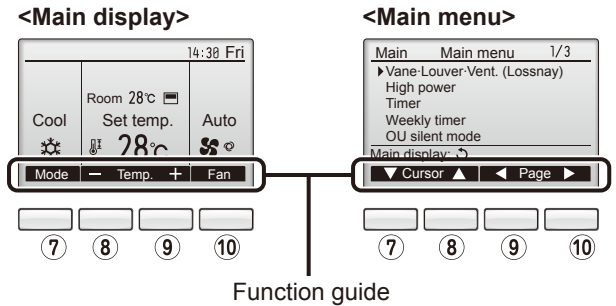 <Main display>
14:30 Fri
Room 28℃
Cool Set temp. Auto
28℃
Mode − Temp. + Fan
7 8 9 10
<Main menu>
Main Main menu 1/3
▶Vane·Louver·Vent. (Lossnay)
High power
Timer
Weekly timer
OU silent mode
Main display: ↺
▼ Cursor ▲ ◀ Page ▶
7 8 9 10
Function guide